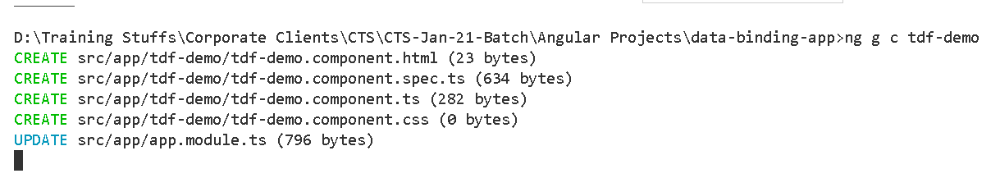 D:\Training Stuffs\Corporate Clients\CTS\CTS-Jan-21-Batch\Angular Projects\data-binding-app>ng g c tdf-demo
CREATE src/app/tdf-demo/tdf-demo.component.html (23 bytes)
CREATE src/app/tdf-demo/tdf-demo.component.spec.ts (634 bytes)
CREATE src/app/tdf-demo/tdf-demo.component.ts (282 bytes)
CREATE src/app/tdf-demo/tdf-demo.component.css (0 bytes)
UPDATE src/app/app.module.ts (796 bytes)